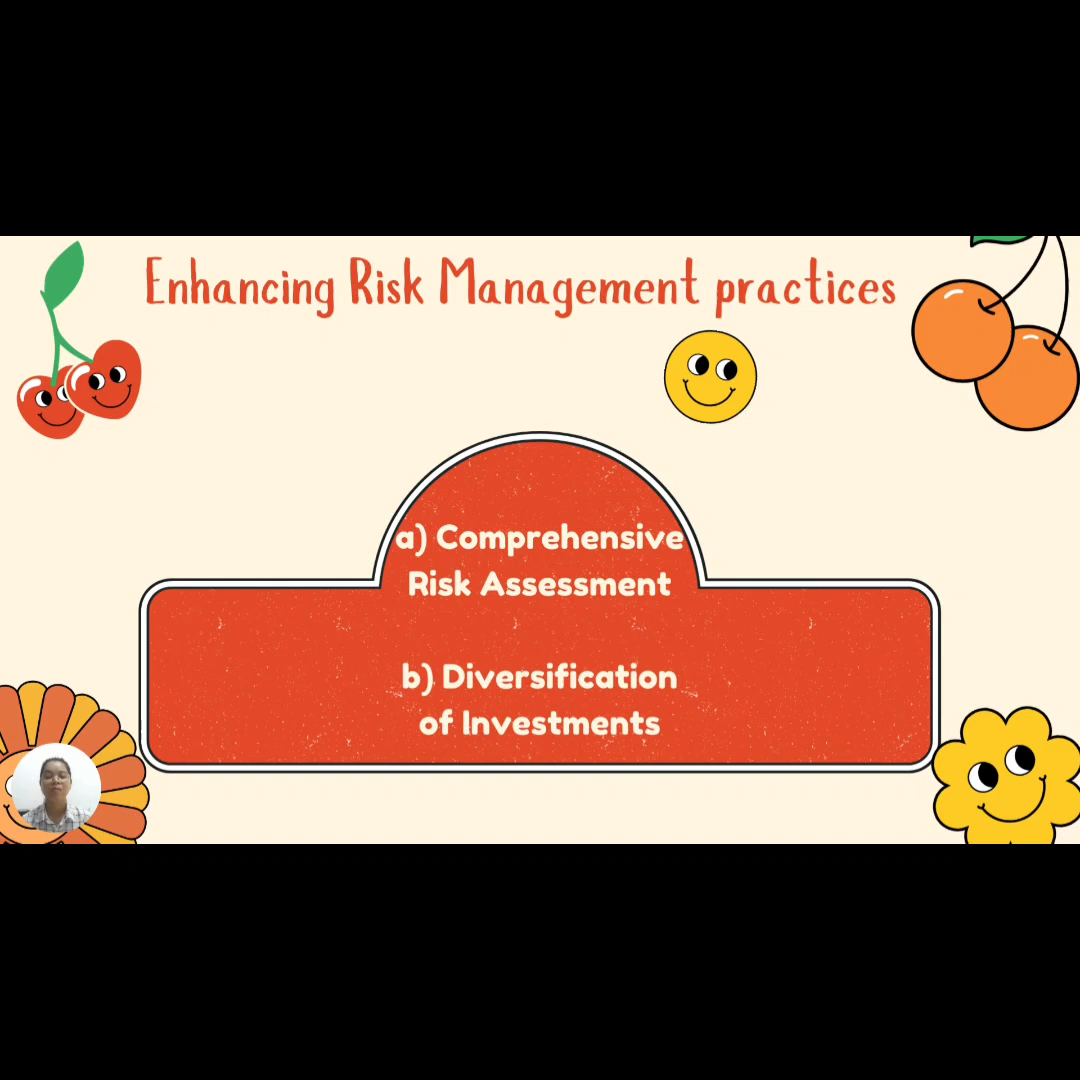 Enhancing Risk Management practices
a) Comprehensive
Risk Assessment
b) Diversification
of Investments